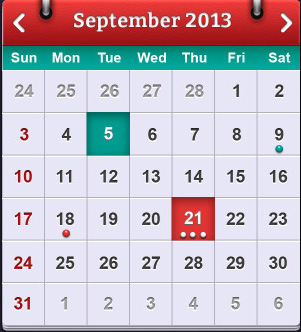 September 2013
Sun Mon Tue Wed Thu Fri Sat
24 25 26 27 28 1 2
3 4 5 6 7 8 9
10 11 12 13 14 15 16
17 18 19 20 21 22 23
24 25 26 27 28 29 30
31 1 2 3 4 5 6